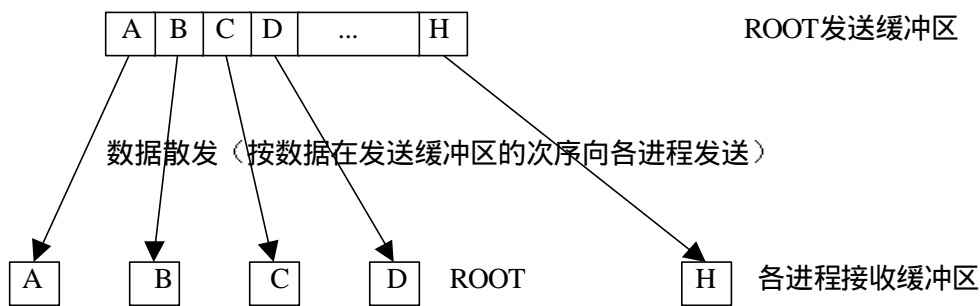 A B C D ... H ROOT发送缓冲区
数据散发（按数据在发送缓冲区的次序向各进程发送）
A B C D ROOT H 各进程接收缓冲区